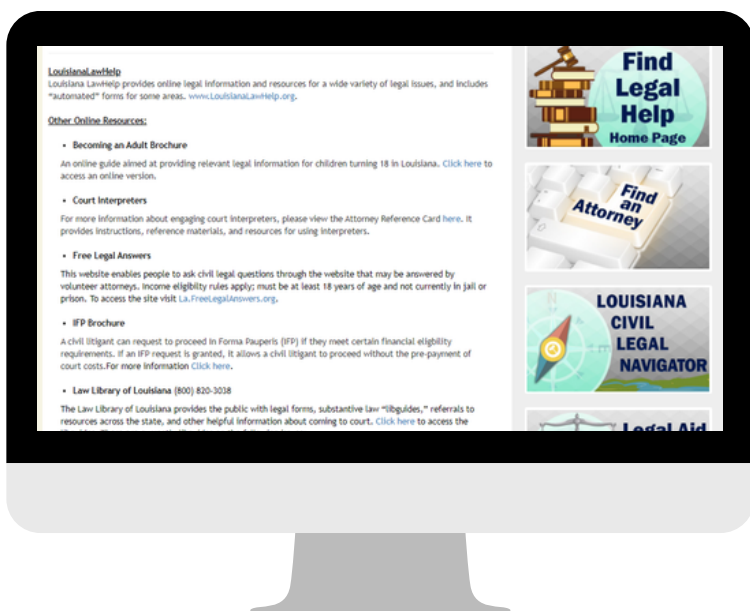 LouisianaLawHelp
Louisiana LawHelp provides online legal information and resources for a wide variety of legal issues, and includes
"automated" forms for some areas. www.LouisianaLawHelp.org.
Other Online Resources:
• Becoming an Adult Brochure
An online guide aimed at providing relevant legal information for children turning 18 in Louisiana. Click here to
access an online version.
• Court Interpreters
For more information about engaging court interpreters, please view the Attorney Reference Card here. It
provides instructions, reference materials, and resources for using interpreters.
• Free Legal Answers
This website enables people to ask civil legal questions through the website that may be answered by
volunteer attorneys. Income eligibilty rules apply; must be at least 18 years of age and not currently in jail or
prison. To access the site visit La.FreeLegalAnswers.org.
• IFP Brochure
A civil litigant can request to proceed in Forma Pauperis (IFP) if they meet certain financial eligibility
requirements. If an IFP request is granted, it allows a civil litigant to proceed without the pre-payment of
court costs.For more information Click here.
• Law Library of Louisiana (800) 820-3038
The Law Library of Louisiana provides the public with legal forms, substantive law "libguides," referrals to
resources across the state, and other helpful information about coming to court. Click here to access the
Find
Legal
Help
Home Page
Find
an
Attorney
LOUISIANA
CIVIL
LEGAL
NAVIGATOR
Legal Aid